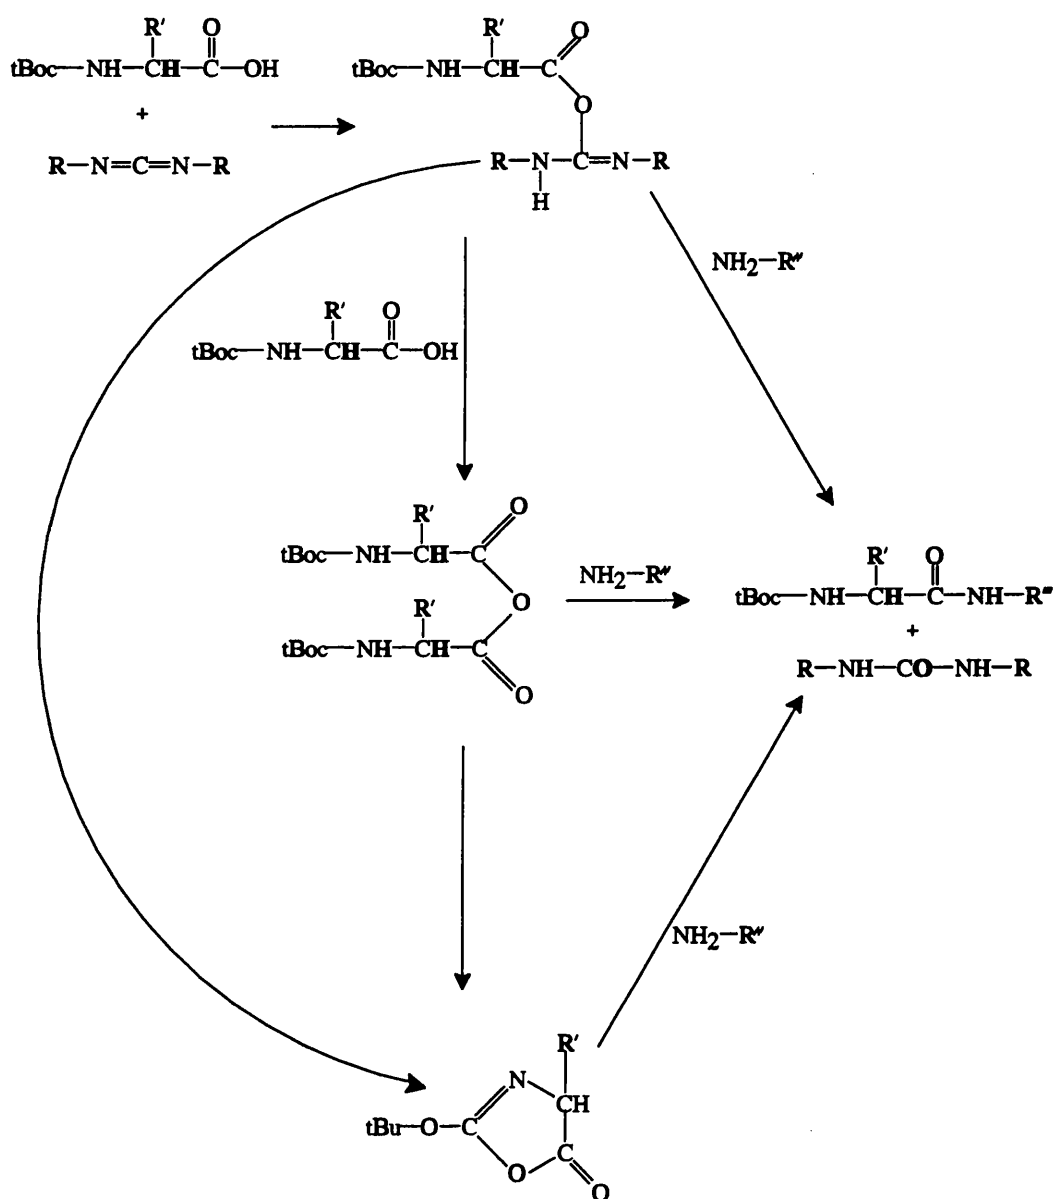 tBoc—NH—CH—C—OH
R' O
+
R—N=C=N—R
R' O
tBoc—NH—CH—C
O
R—N—C=N—R
H
NH2—R''
R' O
tBoc—NH—CH—C—OH
R' O
tBoc—NH—CH—C
O
R'
tBoc—NH—CH—C
O
NH2—R''
R' O
tBoc—NH—CH—C—NH—R''
+
R—NH—CO—NH—R
NH2—R''
R'
N
CH
tBu—O—C
O C
O